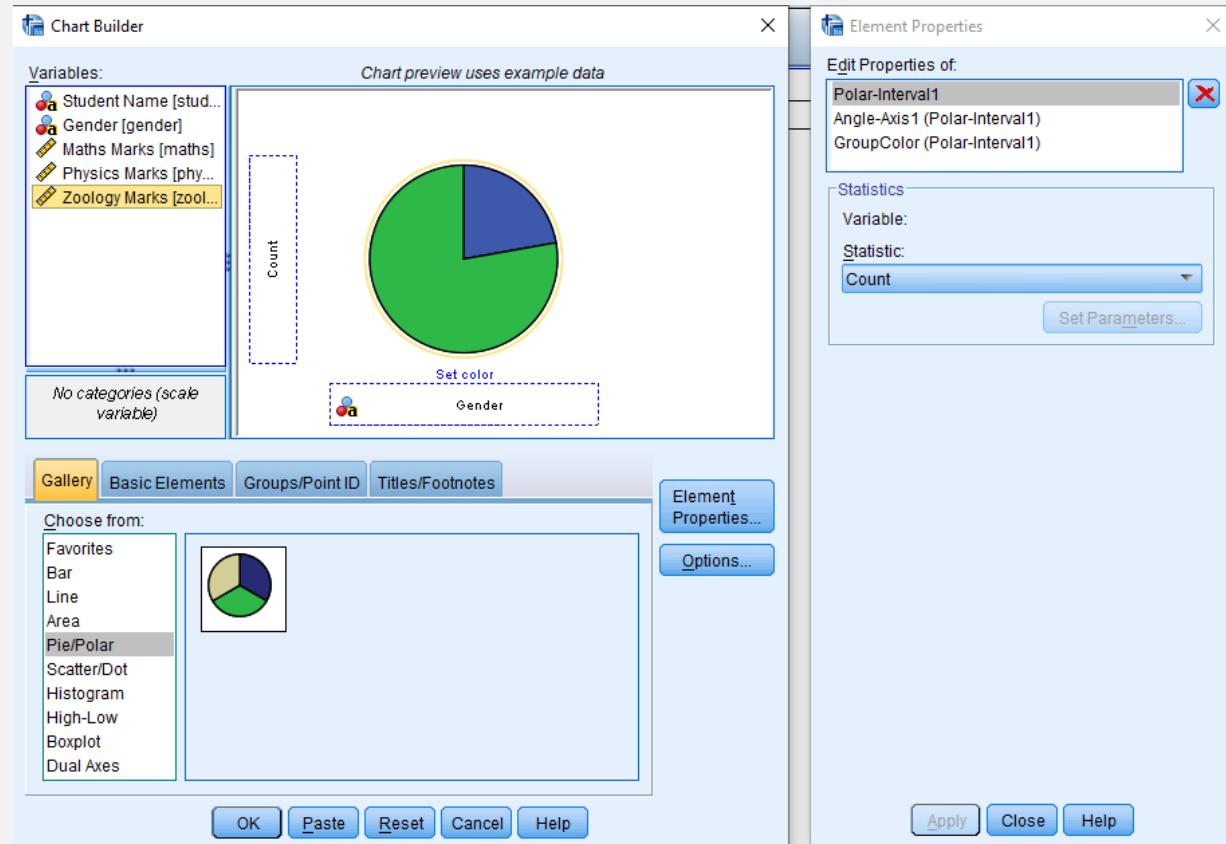 Chart Builder
Variables:
Chart preview uses example data
Student Name [stud...
Gender [gender]
Maths Marks [maths]
Physics Marks [phy...
Zoology Marks [zool...
No categories (scale
variable)
Count
Set color
Gender
Gallery
Basic Elements
Groups/Point ID
Titles/Footnotes
Choose from:
Favorites
Bar
Line
Area
Pie/Polar
Scatter/Dot
Histogram
High-Low
Boxplot
Dual Axes
Element
Properties...
Options...
OK
Paste
Reset
Cancel
Help
Element Properties
Edit Properties of:
Polar-Interval1
Angle-Axis1 (Polar-Interval1)
GroupColor (Polar-Interval1)
Statistics
Variable:
Statistic:
Count
Set Parameters...
Apply
Close
Help